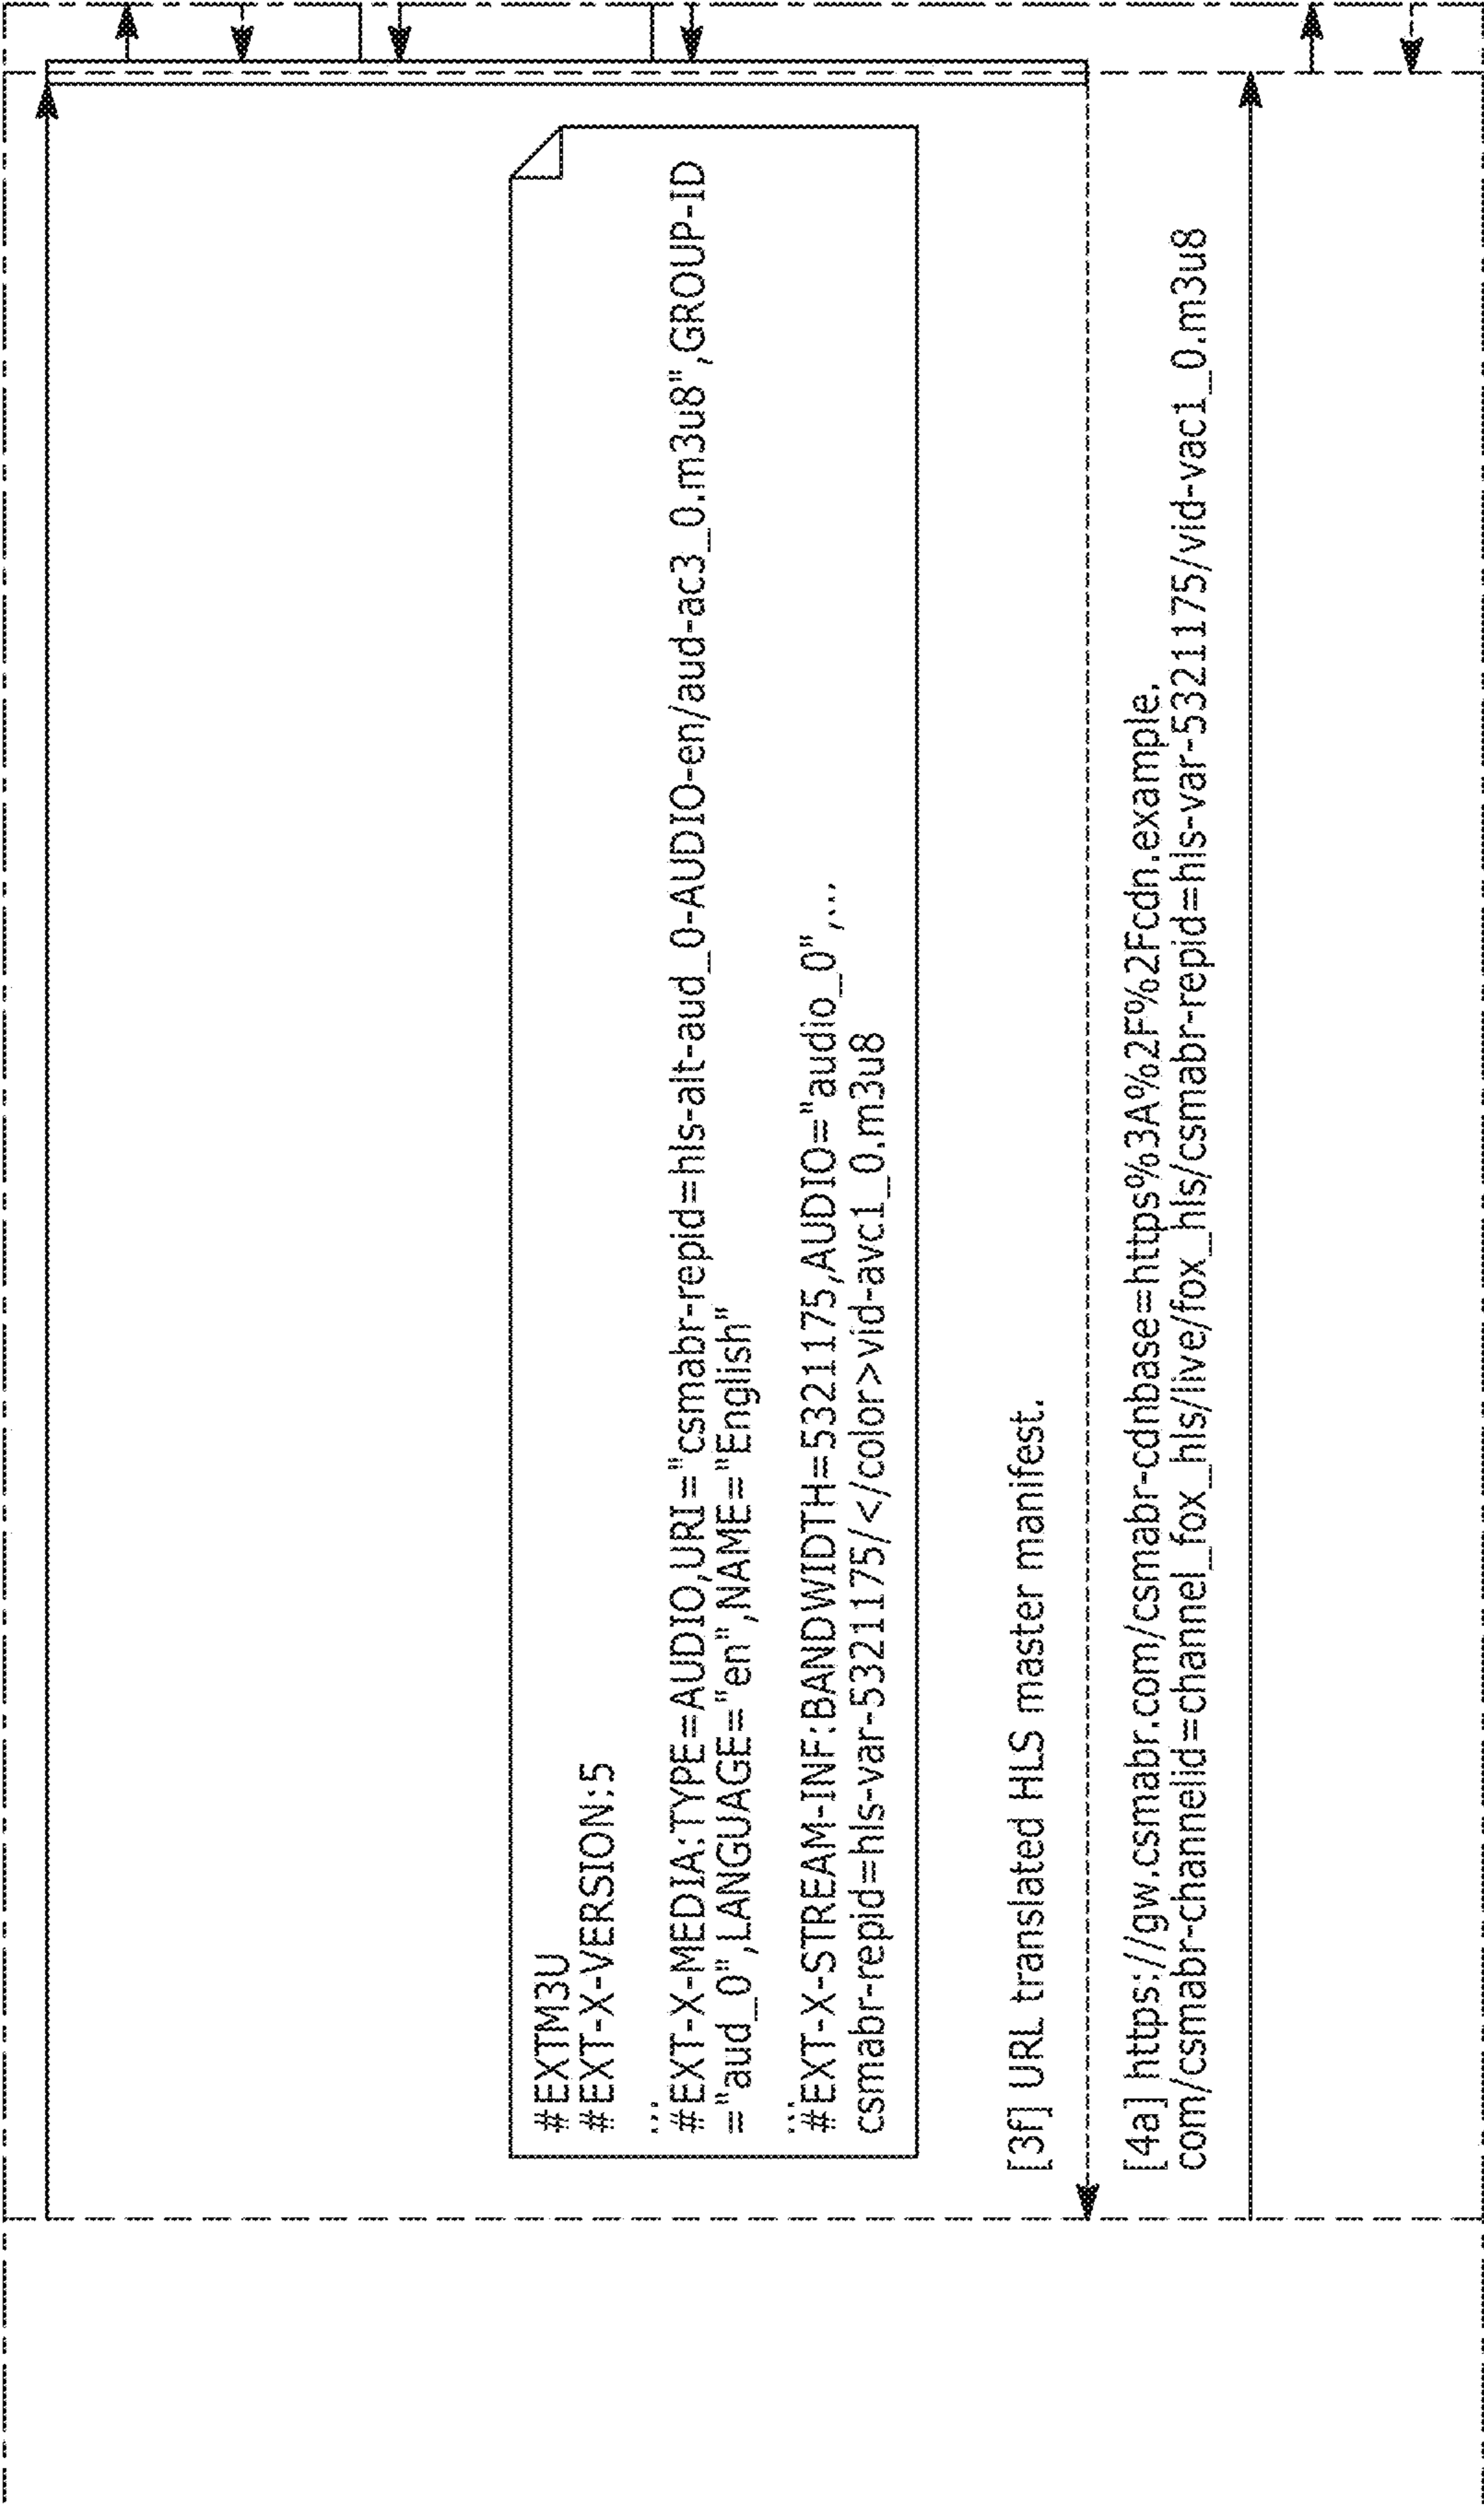 #EXTM3U
#EXT-X-VERSION:5
...
#EXT-X-MEDIA:TYPE=AUDIO,URI="csmabr-repid=hls-alt-aud_0-AUDIO-en/aud-ac3_0.m3u8",GROUP-ID
="aud_0",LANGUAGE="en",NAME="English"
...
#EXT-X-STREAM-INF:BANDWIDTH=5321175,AUDIO="audio_0",...
csmabr-repid=hls-var-5321175/</color>vid-avc1_0.m3u8
[3f] URL translated HLS master manifest.
[4a] https://gw.csmabr.com/csmabr-cdnbase=https%3A%2F%2Fcdn.example.
com/csmabr-channelid=channel_fox_hls/live/fox_hls/csmabr-repid=hls-var-5321175/vid-vac1_0.m3u8